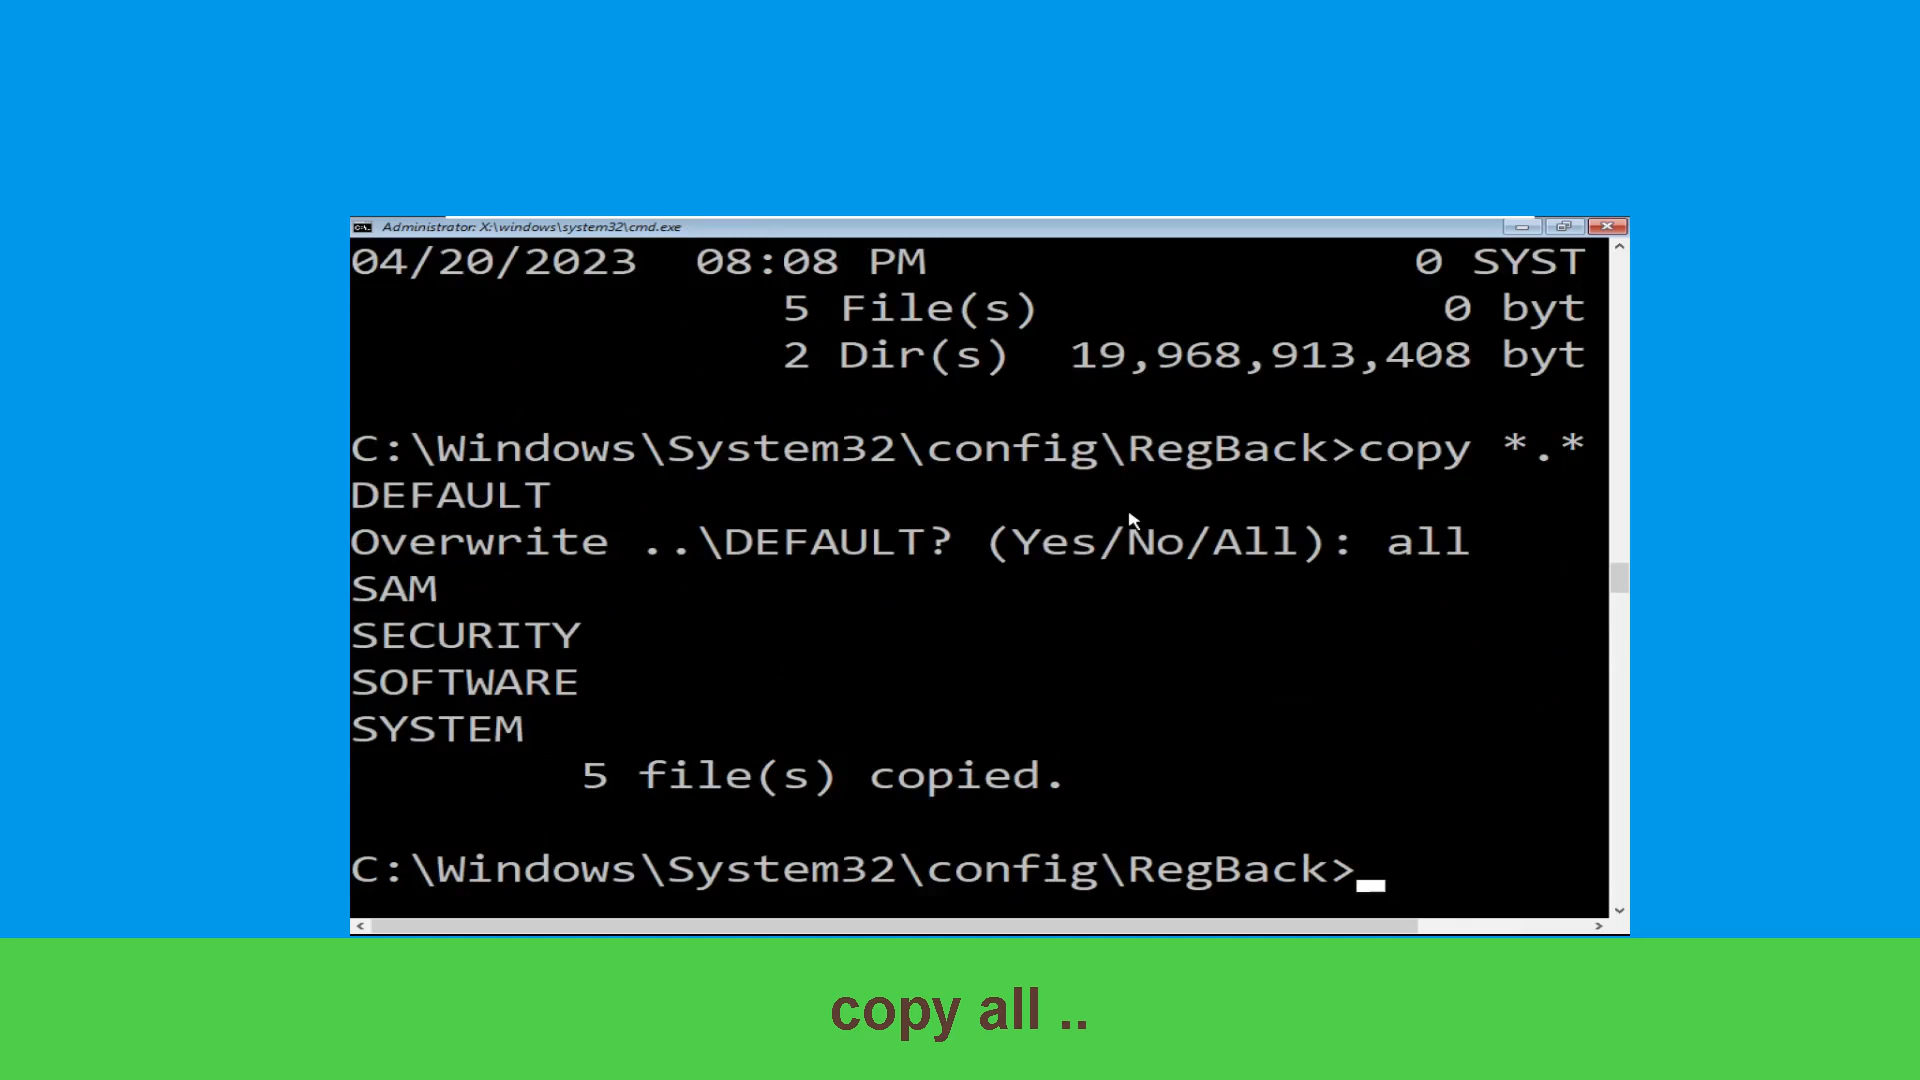 Administrator: X:\windows\system32\cmd.exe
04/20/2023 08:08 PM 0 SYST
5 File(s) 0 byt
2 Dir(s) 19,968,913,408 byt
C:\Windows\System32\config\RegBack>copy *.*
DEFAULT
Overwrite ..\DEFAULT? (Yes/No/All): all
SAM
SECURITY
SOFTWARE
SYSTEM
5 file(s) copied.
C:\Windows\System32\config\RegBack>
copy all ..